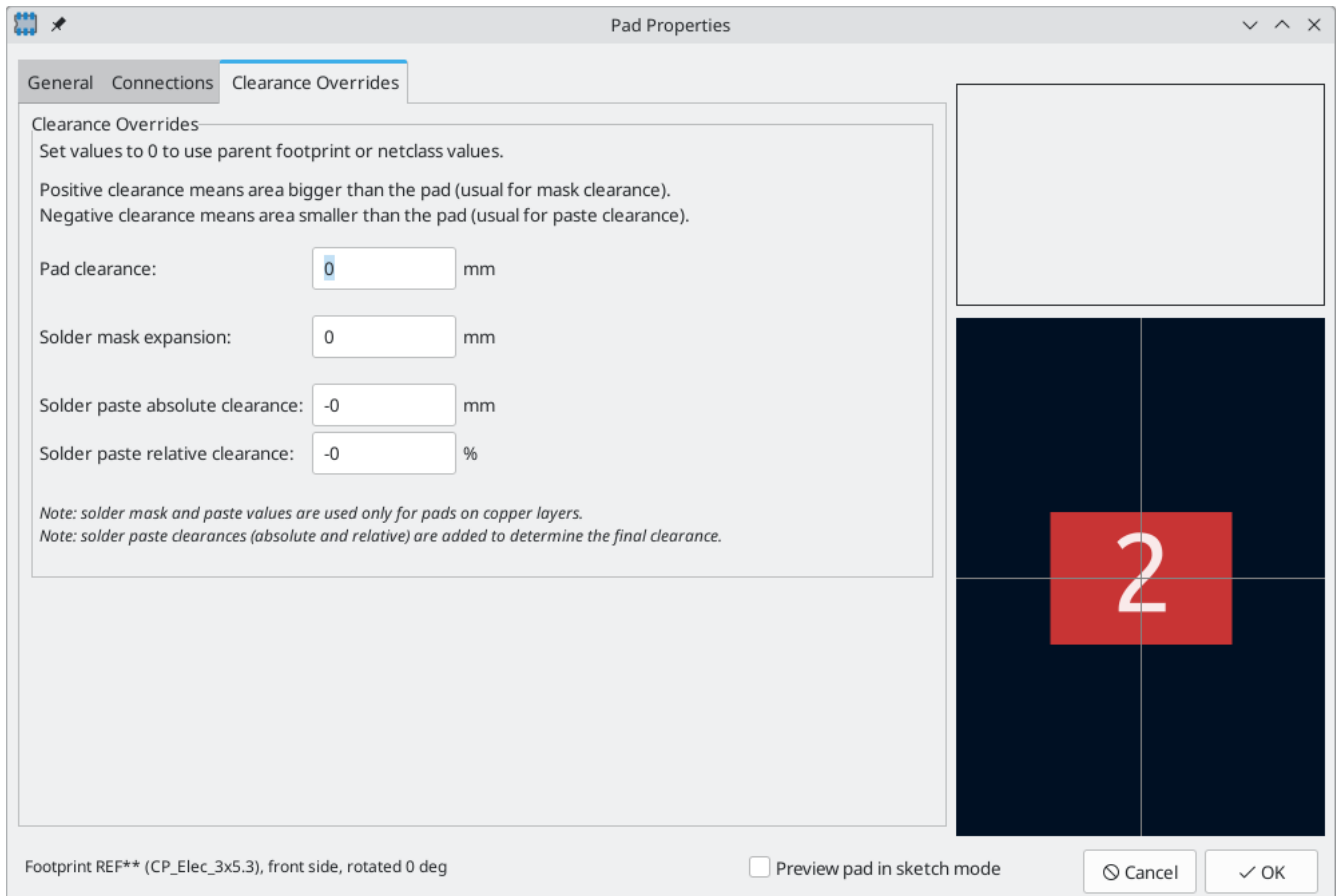 Pad Properties
General Connections Clearance Overrides
Clearance Overrides
Set values to 0 to use parent footprint or netclass values.
Positive clearance means area bigger than the pad (usual for mask clearance).
Negative clearance means area smaller than the pad (usual for paste clearance).
Pad clearance: 0 mm
Solder mask expansion: 0 mm
Solder paste absolute clearance: -0 mm
Solder paste relative clearance: -0 %
Note: solder mask and paste values are used only for pads on copper layers.
Note: solder paste clearances (absolute and relative) are added to determine the final clearance.
2
Footprint REF** (CP_Elec_3x5.3), front side, rotated 0 deg
Preview pad in sketch mode
Cancel
OK